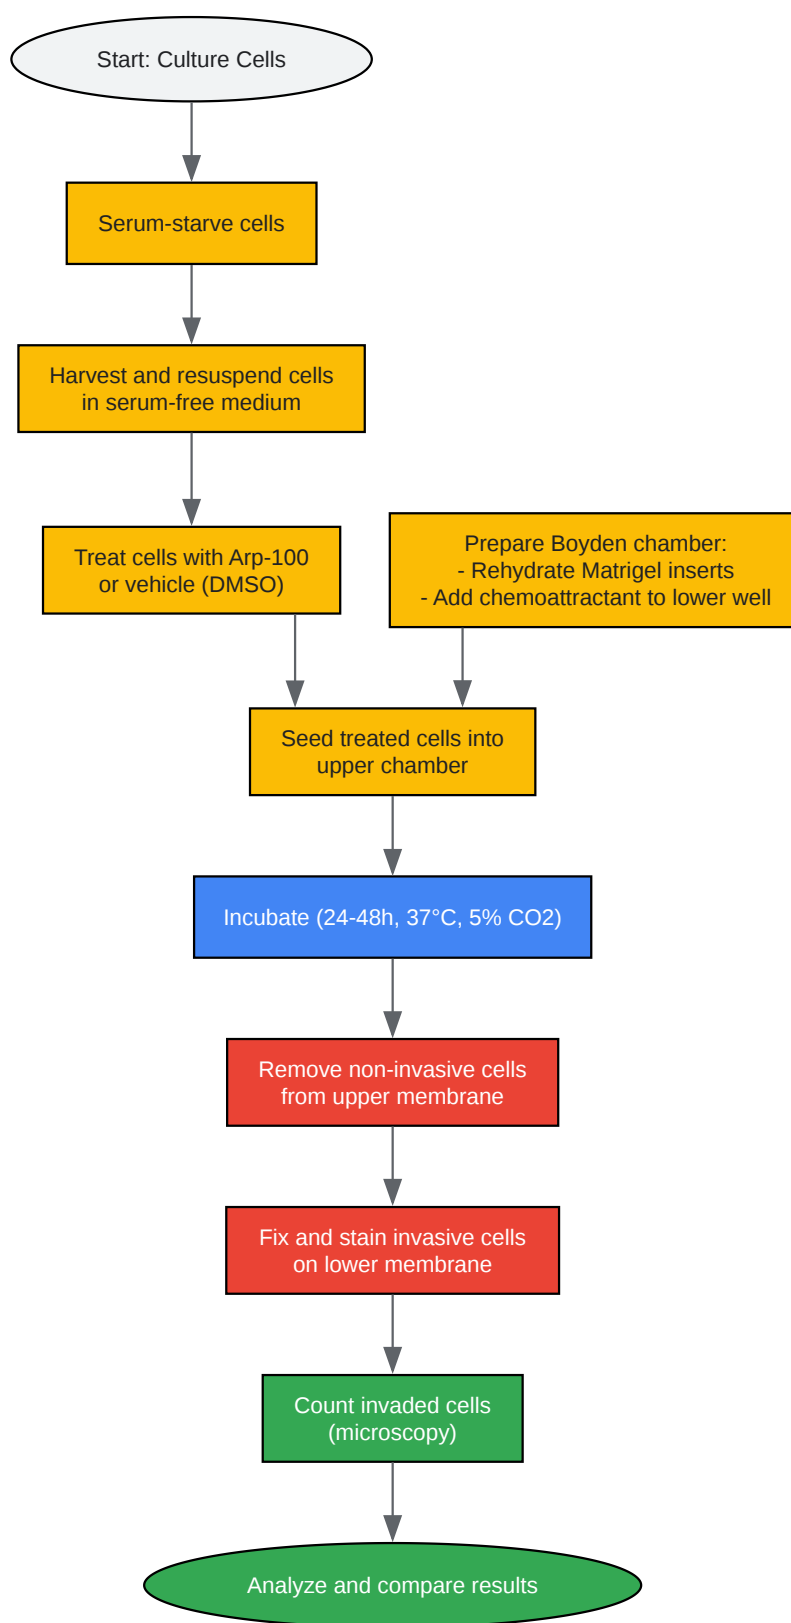 Start: Culture Cells
Serum-starve cells
Harvest and resuspend cells
in serum-free medium
Treat cells with Arp-100
or vehicle (DMSO)
Prepare Boyden chamber:
- Rehydrate Matrigel inserts
- Add chemoattractant to lower well
Seed treated cells into
upper chamber
Incubate (24-48h, 37°C, 5% CO2)
Remove non-invasive cells
from upper membrane
Fix and stain invasive cells
on lower membrane
Count invaded cells
(microscopy)
Analyze and compare results